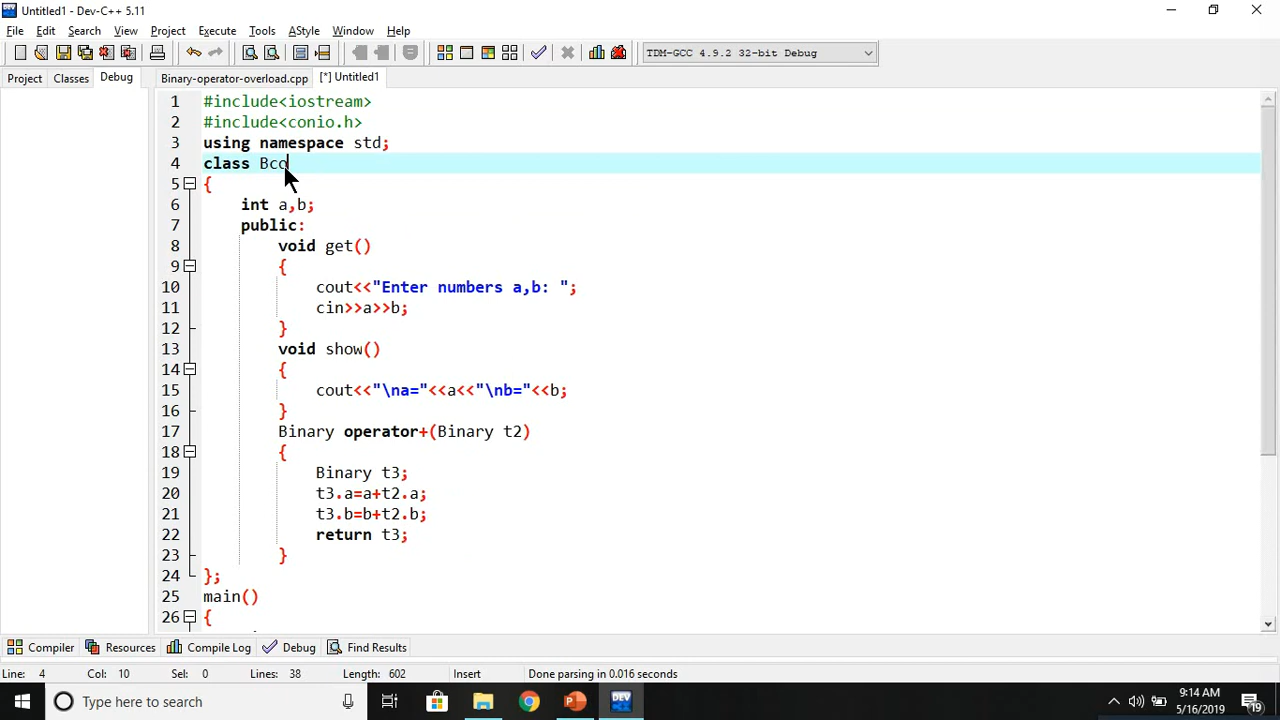 Untitled1 - Dev-C++ 5.11
File Edit Search View Project Execute Tools AStyle Window Help
TDM-GCC 4.9.2 32-bit Debug
Project Classes Debug Binary-operator-overload.cpp [*] Untitled1
1 #include<iostream>
2 #include<conio.h>
3 using namespace std;
4 class Bco
5 {
6 int a,b;
7 public:
8 void get()
9 {
10 cout<<"Enter numbers a,b: ";
11 cin>>a>>b;
12 }
13 void show()
14 {
15 cout<<"\na="<<a<<"\nb="<<b;
16 }
17 Binary operator+(Binary t2)
18 {
19 Binary t3;
20 t3.a=a+t2.a;
21 t3.b=b+t2.b;
22 return t3;
23 }
24 };
25 main()
26 {
Compiler Resources Compile Log Debug Find Results
Line: 4 Col: 10 Sel: 0 Lines: 38 Length: 602 Insert Done parsing in 0.016 seconds
Type here to search
9:14 AM
5/16/2019
19